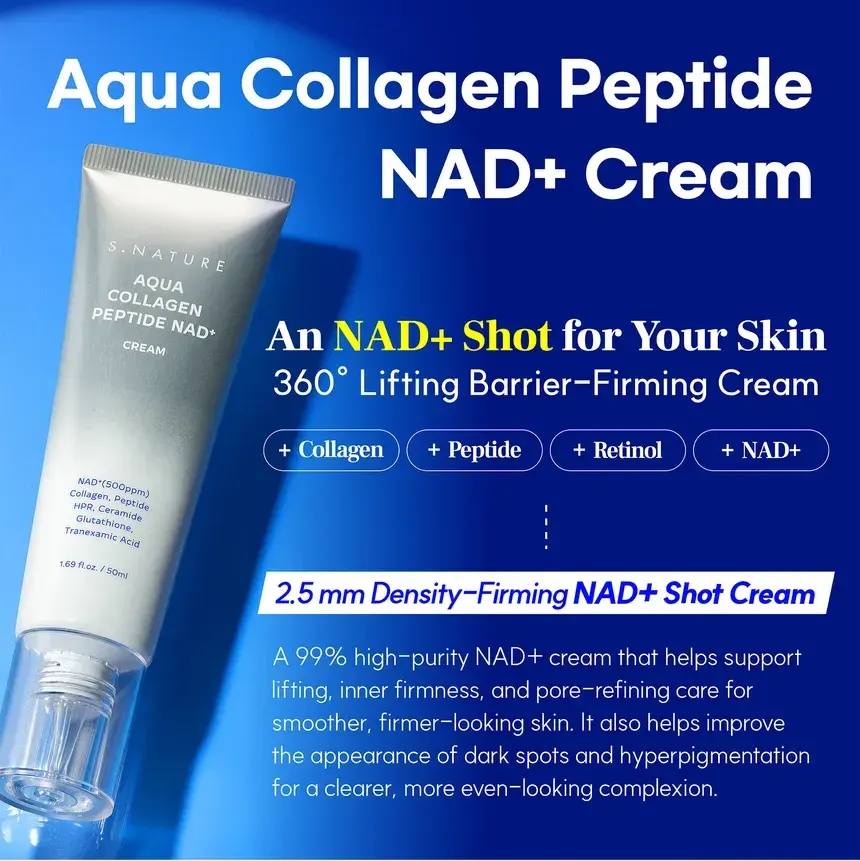 Aqua Collagen Peptide
NAD+ Cream
S.NATURE
AQUA
COLLAGEN
PEPTIDE NAD⁺
CREAM
NAD⁺(500ppm)
Collagen, Peptide
HPR, Ceramide
Glutathione,
Tranexamic Acid
1.69 fl.oz. / 50ml
An NAD+ Shot for Your Skin
360° Lifting Barrier-Firming Cream
+ Collagen
+ Peptide
+ Retinol
+ NAD+
2.5 mm Density-Firming NAD+ Shot Cream
A 99% high-purity NAD+ cream that helps support
lifting, inner firmness, and pore-refining care for
smoother, firmer-looking skin. It also helps improve
the appearance of dark spots and hyperpigmentation
for a clearer, more even-looking complexion.